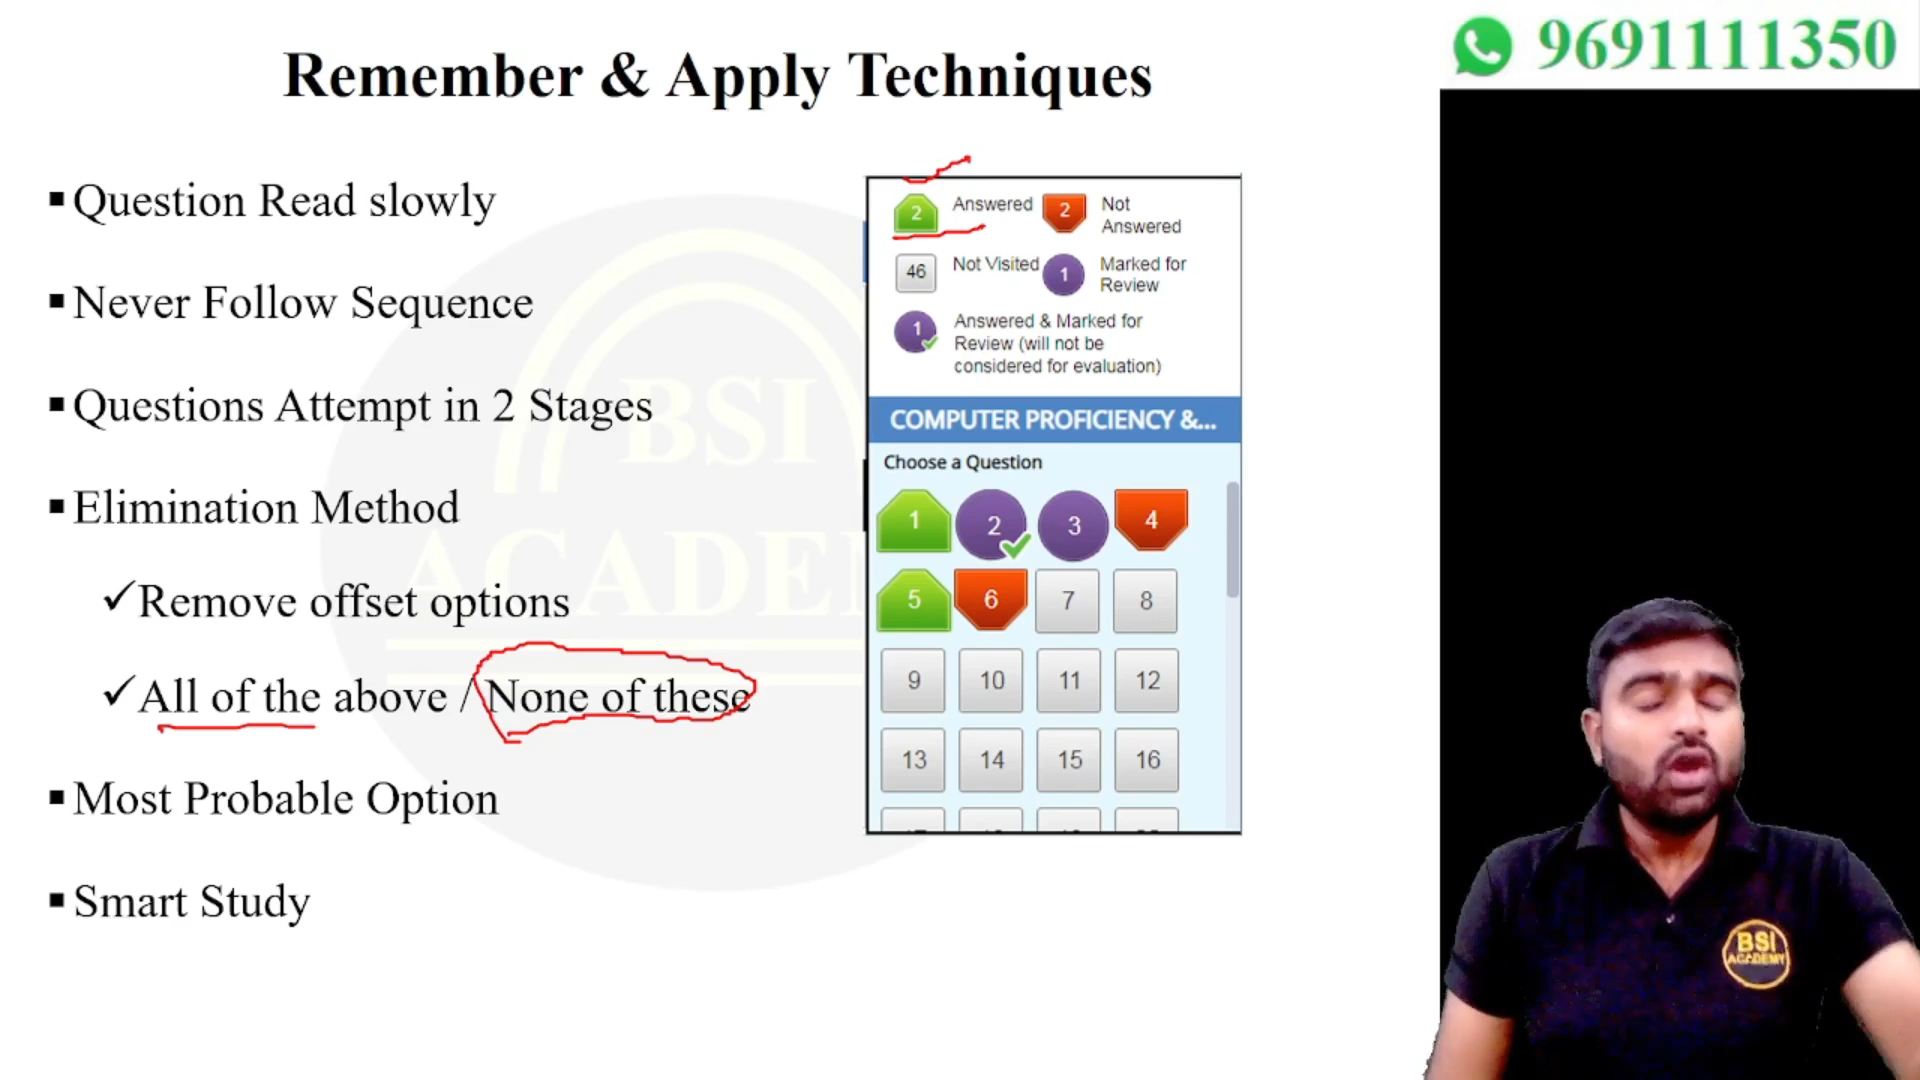 Remember & Apply Techniques
9691111350
Question Read slowly
Never Follow Sequence
Questions Attempt in 2 Stages
Elimination Method
Remove offset options
All of the above / None of these
Most Probable Option
Smart Study
2 Answered
2 Not Answered
46 Not Visited
1 Marked for Review
1 Answered & Marked for
Review (will not be
considered for evaluation)
COMPUTER PROFICIENCY &...
Choose a Question
1 2 3 4
5 6 7 8
9 10 11 12
13 14 15 16
BSI
ACADEM
BSI
ACADEMY